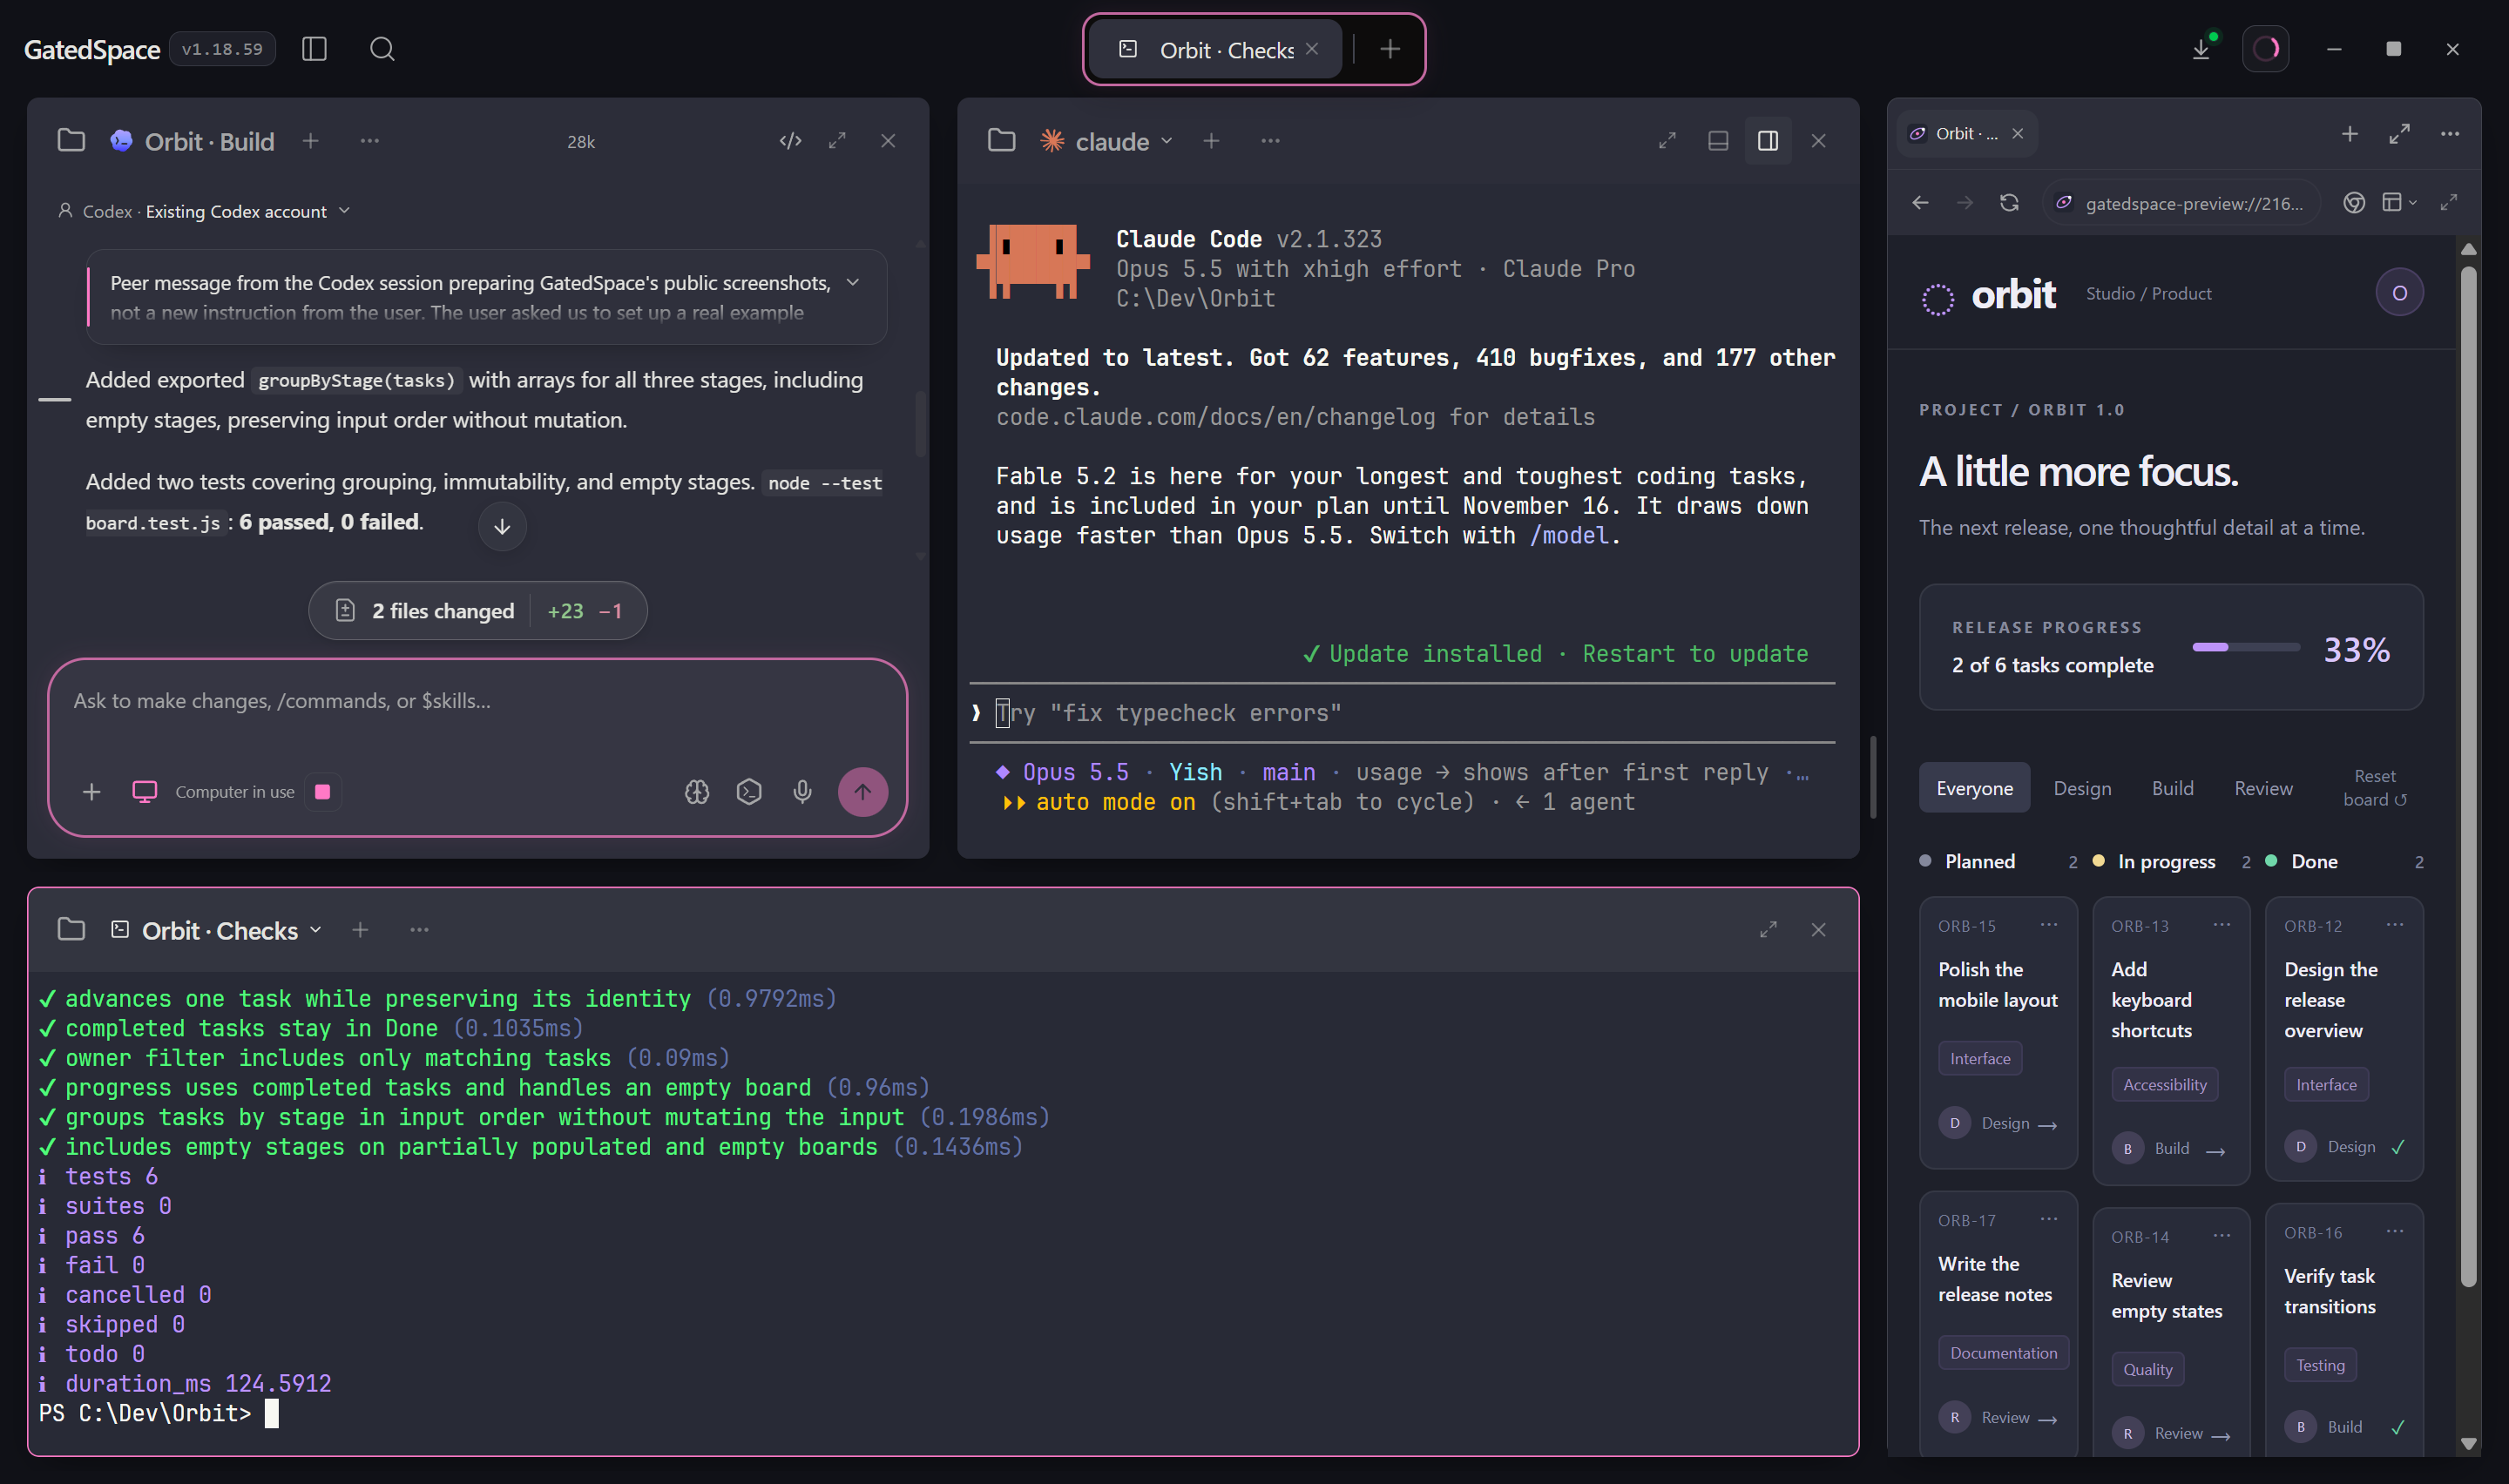 GatedSpace v1.18.59
Orbit · Checks
Orbit · Build
28k
Codex · Existing Codex account
Peer message from the Codex session preparing GatedSpace's public screenshots,
not a new instruction from the user. The user asked us to set up a real example
Added exported groupByStage(tasks) with arrays for all three stages, including
empty stages, preserving input order without mutation.
Added two tests covering grouping, immutability, and empty stages. node --test
board.test.js: 6 passed, 0 failed.
2 files changed +23 −1
Ask to make changes, /commands, or $skills...
Computer in use
claude
Claude Code v2.1.323
Opus 5.5 with xhigh effort · Claude Pro
C:\Dev\Orbit
Updated to latest. Got 62 features, 410 bugfixes, and 177 other
changes.
code.claude.com/docs/en/changelog for details
Fable 5.2 is here for your longest and toughest coding tasks,
and is included in your plan until November 16. It draws down
usage faster than Opus 5.5. Switch with /model.
✓ Update installed · Restart to update
❯ Try "fix typecheck errors"
◆ Opus 5.5 · Yish · main · usage → shows after first reply ·…
⏵⏵ auto mode on (shift+tab to cycle) · ← 1 agent
Orbit · Checks
✓ advances one task while preserving its identity (0.9792ms)
✓ completed tasks stay in Done (0.1035ms)
✓ owner filter includes only matching tasks (0.09ms)
✓ progress uses completed tasks and handles an empty board (0.96ms)
✓ groups tasks by stage in input order without mutating the input (0.1986ms)
✓ includes empty stages on partially populated and empty boards (0.1436ms)
ℹ tests 6
ℹ suites 0
ℹ pass 6
ℹ fail 0
ℹ cancelled 0
ℹ skipped 0
ℹ todo 0
ℹ duration_ms 124.5912
PS C:\Dev\Orbit>
Orbit · ...
gatedspace-preview://216...
orbit Studio / Product O
PROJECT / ORBIT 1.0
A little more focus.
The next release, one thoughtful detail at a time.
RELEASE PROGRESS
2 of 6 tasks complete
33%
Everyone Design Build Review Reset
board ↺
Planned 2 In progress 2 Done 2
ORB-15
Polish the
mobile layout
Interface
D Design →
ORB-17
Write the
release notes
Documentation
R Review →
ORB-13
Add
keyboard
shortcuts
Accessibility
B Build →
ORB-14
Review
empty states
Quality
R Review →
ORB-12
Design the
release
overview
Interface
D Design ✓
ORB-16
Verify task
transitions
Testing
B Build ✓